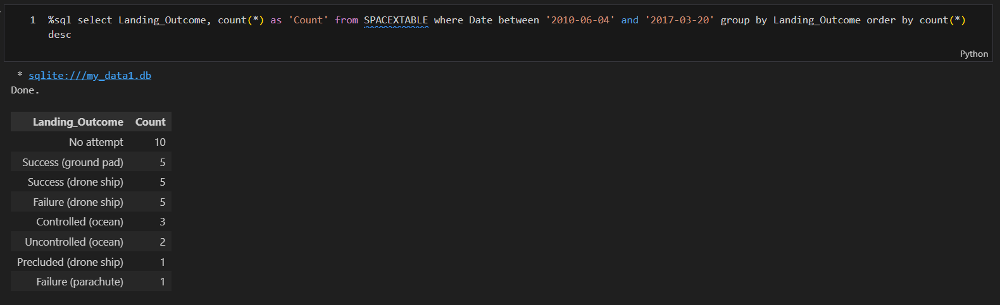 1 %sql select Landing_Outcome, count(*) as 'Count' from SPACEXTABLE where Date between '2010-06-04' and '2017-03-20' group by Landing_Outcome order by count(*)
desc
Python
* sqlite:///my_data1.db
Done.
Landing_Outcome Count
No attempt 10
Success (ground pad) 5
Success (drone ship) 5
Failure (drone ship) 5
Controlled (ocean) 3
Uncontrolled (ocean) 2
Precluded (drone ship) 1
Failure (parachute) 1